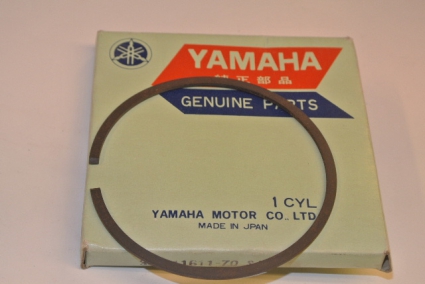 YAMAHA
純正部品
GENUINE PARTS
1 CYL
YAMAHA MOTOR CO., LTD
MADE IN JAPAN